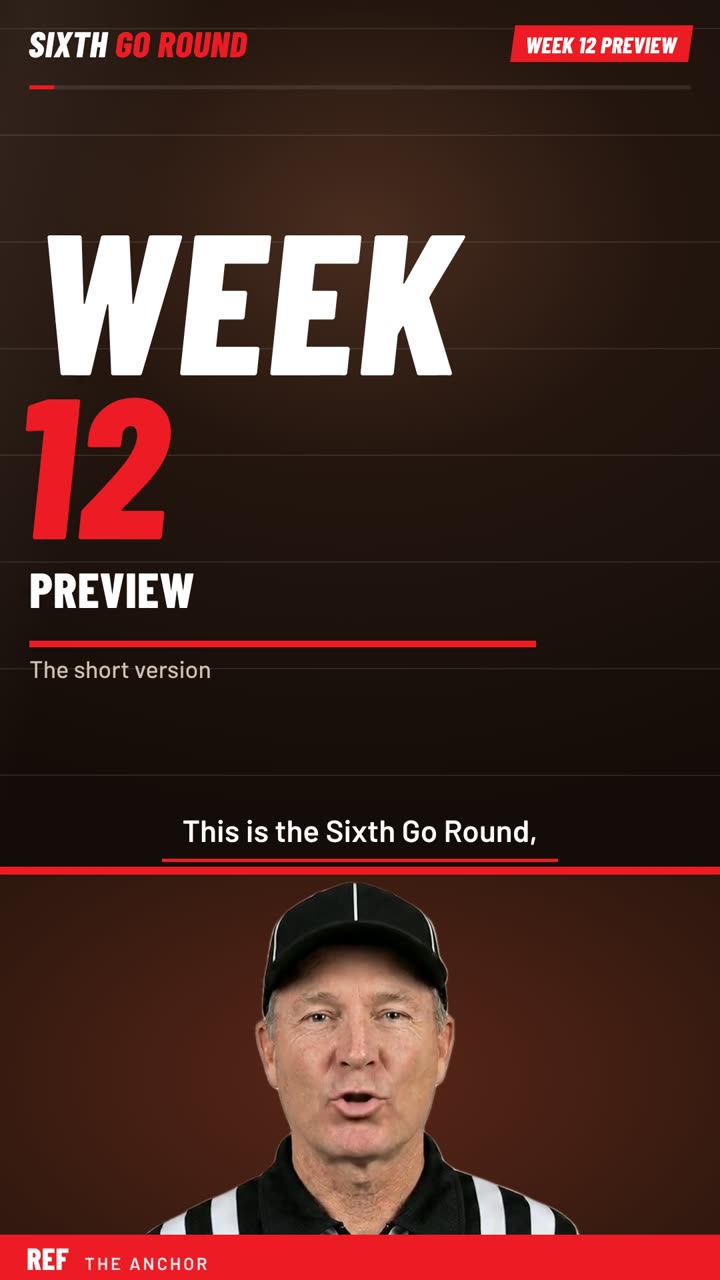 SIXTH GO ROUND
WEEK 12 PREVIEW
WEEK
12
PREVIEW
The short version
This is the Sixth Go Round,
REF THE ANCHOR